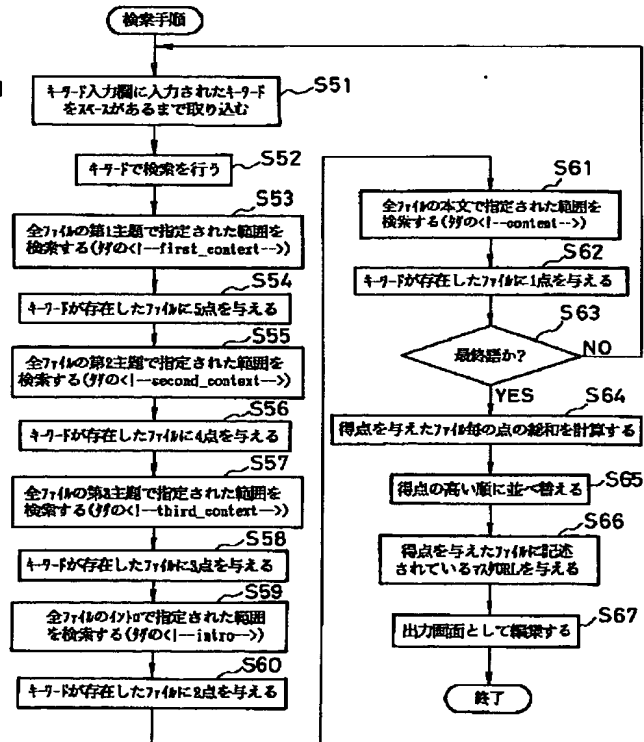 検索手順
キーワード入力欄に入力されたキーワード
をスペースがあるまで取り込む
S51
キーワードで検索を行う
S52
S53
全ファイルの第1主題で指定された範囲を
検索する(タグの<!--first_context-->)
S54
キーワードが存在したファイルに5点を与える
S55
全ファイルの第2主題で指定された範囲を
検索する(タグの<!--second_context-->)
S56
キーワードが存在したファイルに4点を与える
S57
全ファイルの第3主題で指定された範囲を
検索する(タグの<!--third_context-->)
S58
キーワードが存在したファイルに3点を与える
S59
全ファイルのイントロで指定された範囲
を検索する(タグの<!--intro-->)
S60
キーワードが存在したファイルに2点を与える
S61
全ファイルの本文で指定された範囲を
検索する(タグの<!--context-->)
S62
キーワードが存在したファイルに1点を与える
S63
最終語か?
NO
YES
S64
得点を与えたファイル毎の点の総和を計算する
S65
得点の高い順に並べ替える
S66
得点を与えたファイルに記述
されているマスタURLを与える
S67
出力画面として編集する
終了